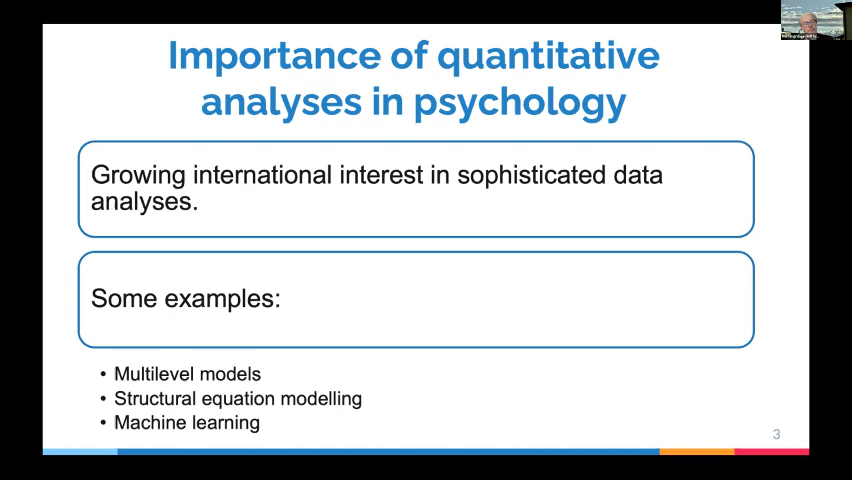 Importance of quantitative
analyses in psychology
Growing international interest in sophisticated data
analyses.
Some examples:
• Multilevel models
• Structural equation modelling
• Machine learning
3